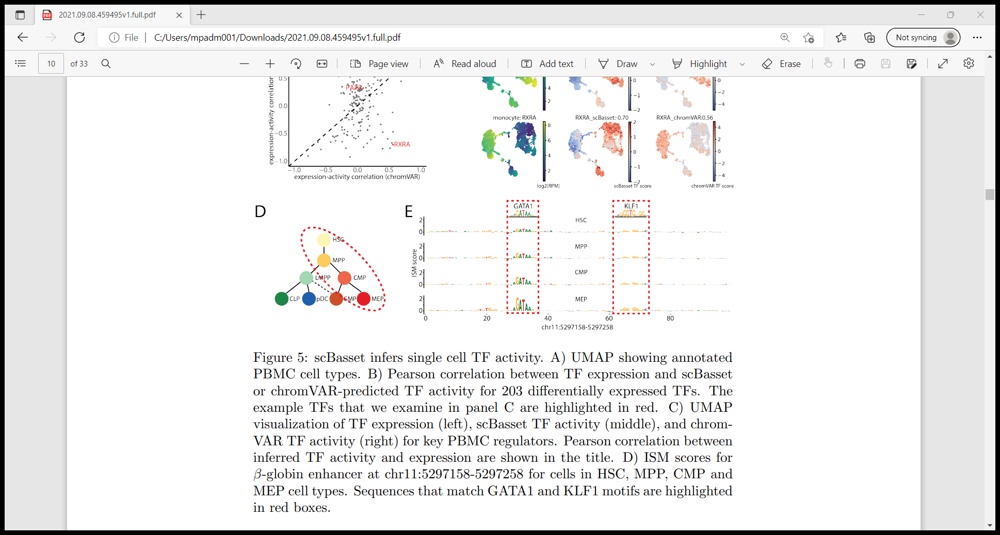 2021.09.08.459495v1.full.pdf
File
C:/Users/mpadm001/Downloads/2021.09.08.459495v1.full.pdf
Not syncing
10 of 33
Page view
Read aloud
Add text
Draw
Highlight
Erase
expression-activity correlation
0.5
0.0
−0.5
−1.0
−1.0 −0.5 0.0 0.5 1.0
expression-activity correlation (chromVAR)
RXRA
4
2
0
−1
−2
0
−2
−4
monocyte: RXRA
RXRA_scBasset:-0.70
RXRA_chromVAR:0.56
8
6
4
2
log2(RPM)
2
1
0
−1
−2
scBasset TF score
4
2
0
−2
−4
chromVAR TF score
D
HSC
MPP
LMPP
CMP
CLP
pDC
GMP
MEP
E
GATA1
KLF1
ISM score
2
0
HSC
2
0
MPP
2
0
CMP
2
0
MEP
0 20 40 60 80
chr11:5297158-5297258
Figure 5: scBasset infers single cell TF activity. A) UMAP showing annotated
PBMC cell types. B) Pearson correlation between TF expression and scBasset
or chromVAR-predicted TF activity for 203 differentially expressed TFs. The
example TFs that we examine in panel C are highlighted in red. C) UMAP
visualization of TF expression (left), scBasset TF activity (middle), and chrom-
VAR TF activity (right) for key PBMC regulators. Pearson correlation between
inferred TF activity and expression are shown in the title. D) ISM scores for
β-globin enhancer at chr11:5297158-5297258 for cells in HSC, MPP, CMP and
MEP cell types. Sequences that match GATA1 and KLF1 motifs are highlighted
in red boxes.